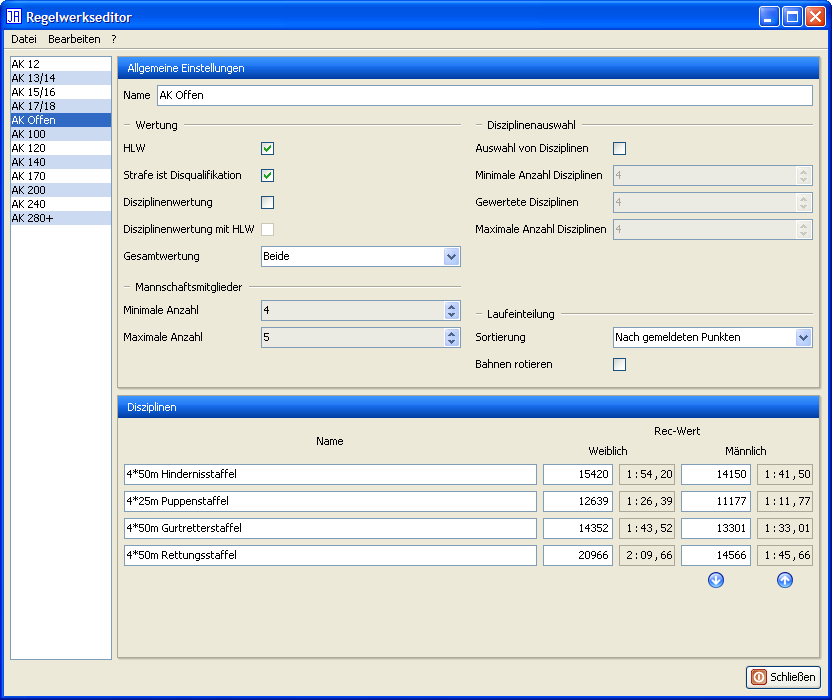 Regelwerkseditor
Datei Bearbeiten ?
AK 12
AK 13/14
AK 15/16
AK 17/18
AK Offen
AK 100
AK 120
AK 140
AK 170
AK 200
AK 240
AK 280+
Allgemeine Einstellungen
Name AK Offen
Wertung
HLW
Strafe ist Disqualifikation
Disziplinenwertung
Disziplinenwertung mit HLW
Gesamtwertung Beide
Mannschaftsmitglieder
Minimale Anzahl 4
Maximale Anzahl 5
Disziplinenauswahl
Auswahl von Disziplinen
Minimale Anzahl Disziplinen 4
Gewertete Disziplinen 4
Maximale Anzahl Disziplinen 4
Laufeinteilung
Sortierung Nach gemeldeten Punkten
Bahnen rotieren
Disziplinen
Name Rec-Wert
Weiblich Männlich
4*50m Hindernisstaffel 15420 1:54,20 14150 1:41,50
4*25m Puppenstaffel 12639 1:26,39 11177 1:11,77
4*50m Gurtretterstaffel 14352 1:43,52 13301 1:33,01
4*50m Rettungsstaffel 20966 2:09,66 14566 1:45,66
Schließen